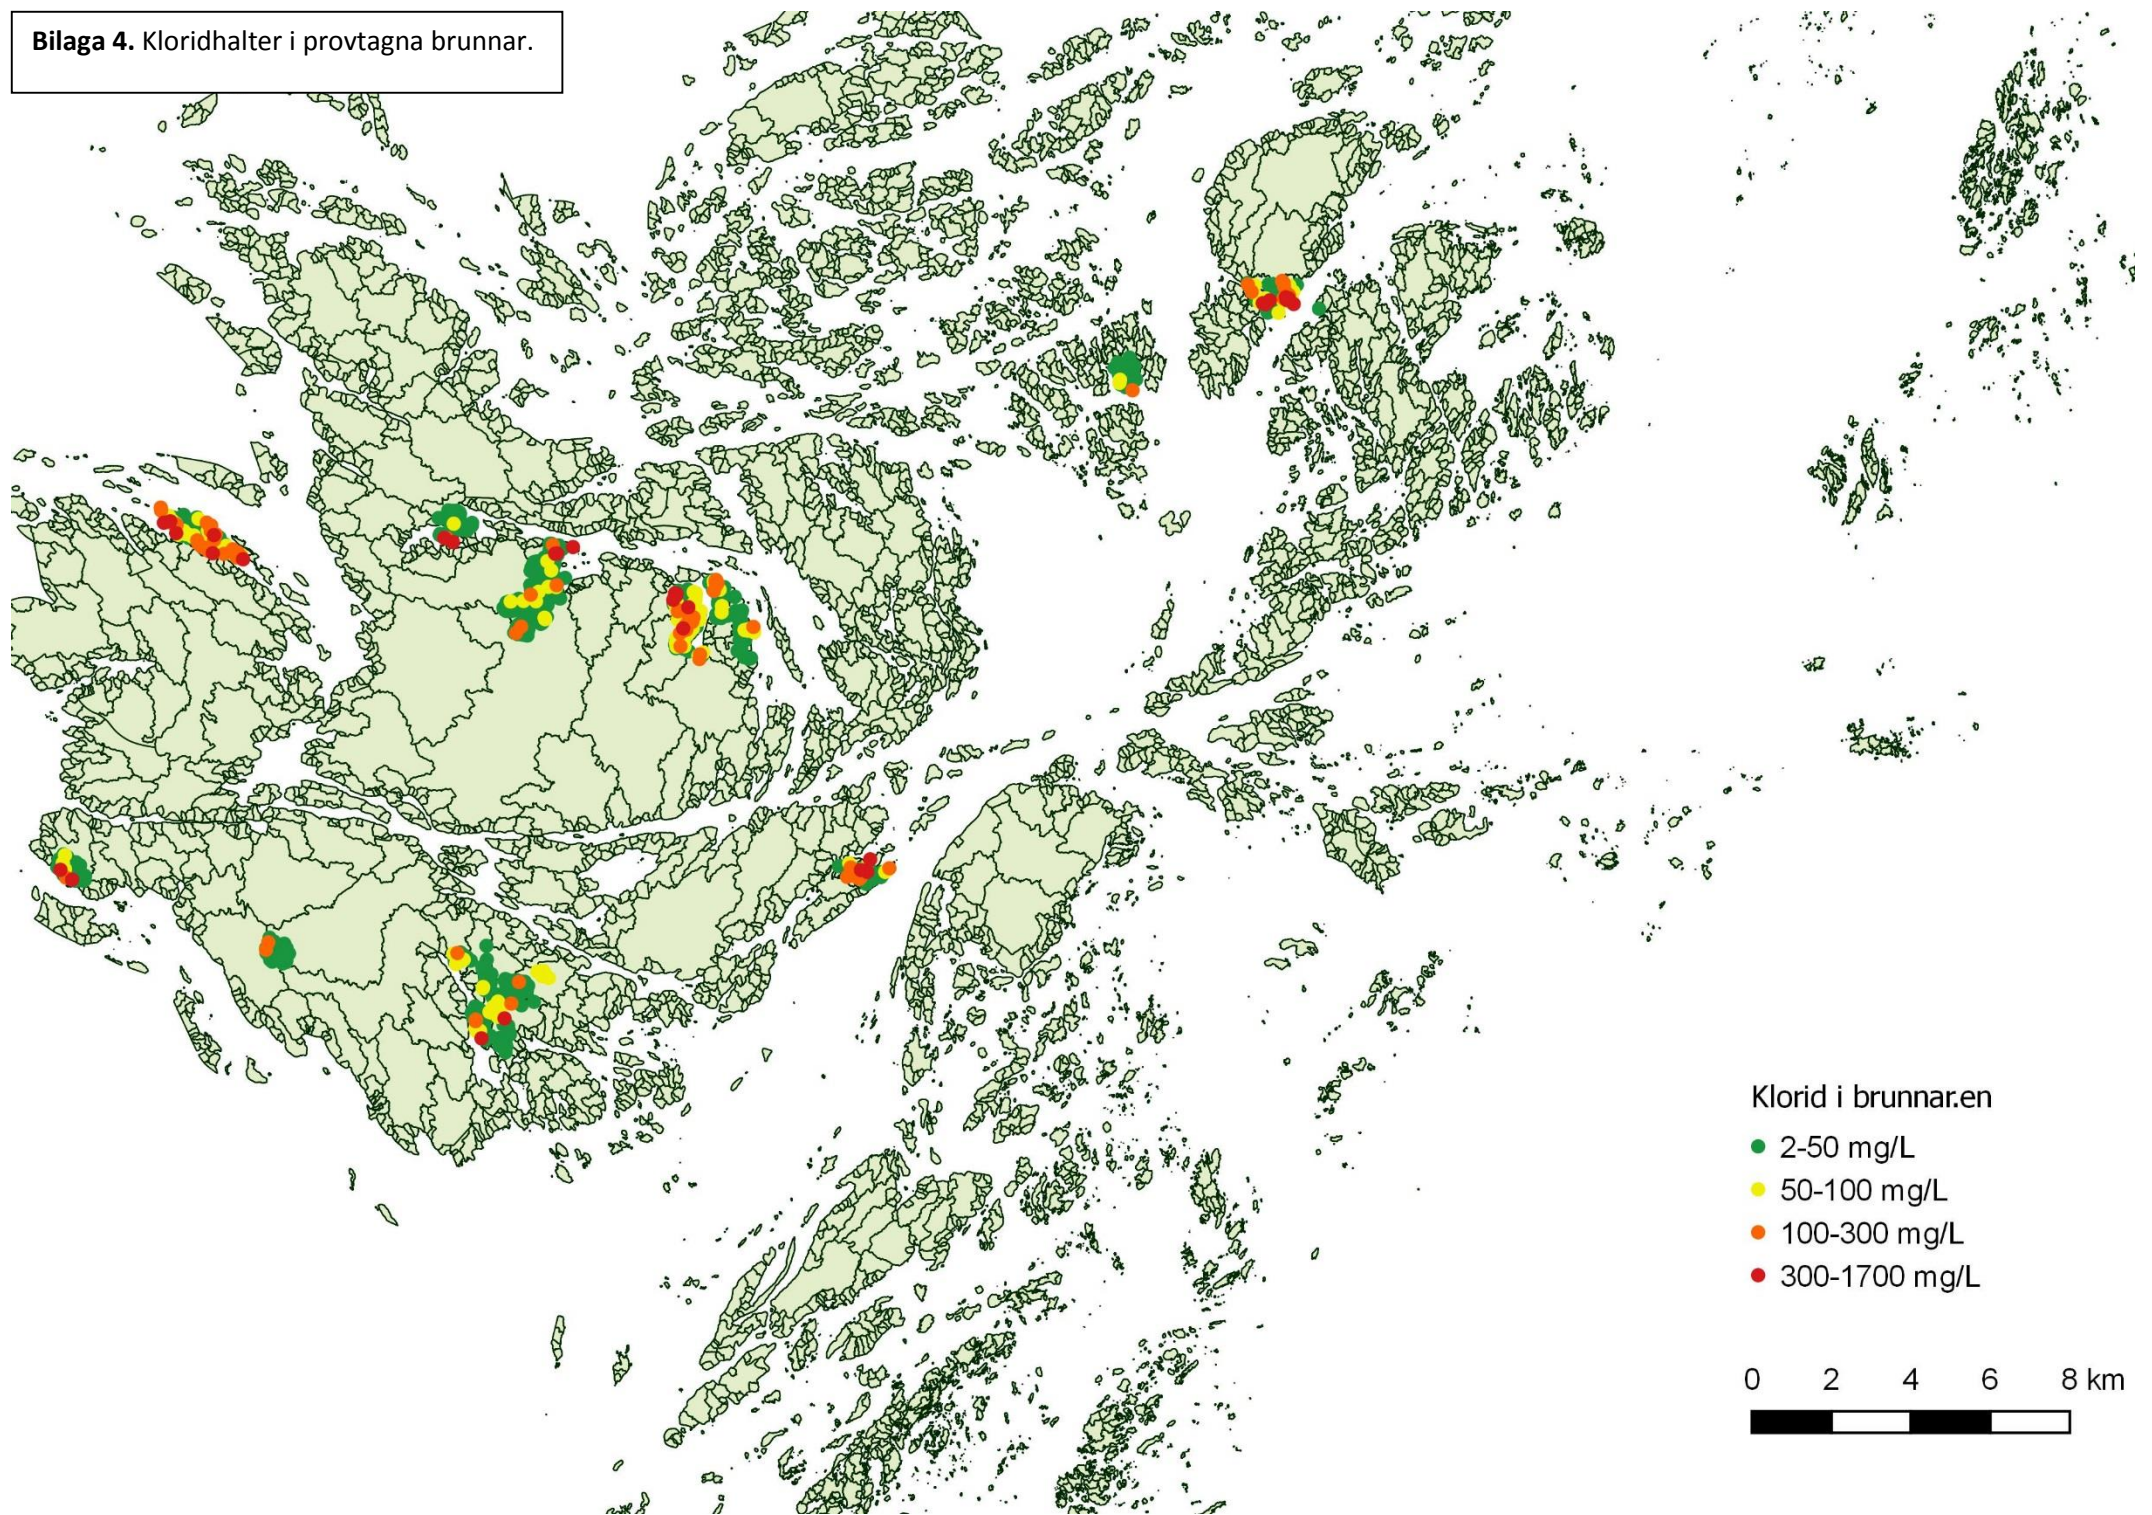 Bilaga 4. Kloridhalter i provtagna brunnar.
Klorid i brunnar.en
2-50 mg/L
50-100 mg/L
100-300 mg/L
300-1700 mg/L
0 2 4 6 8 km